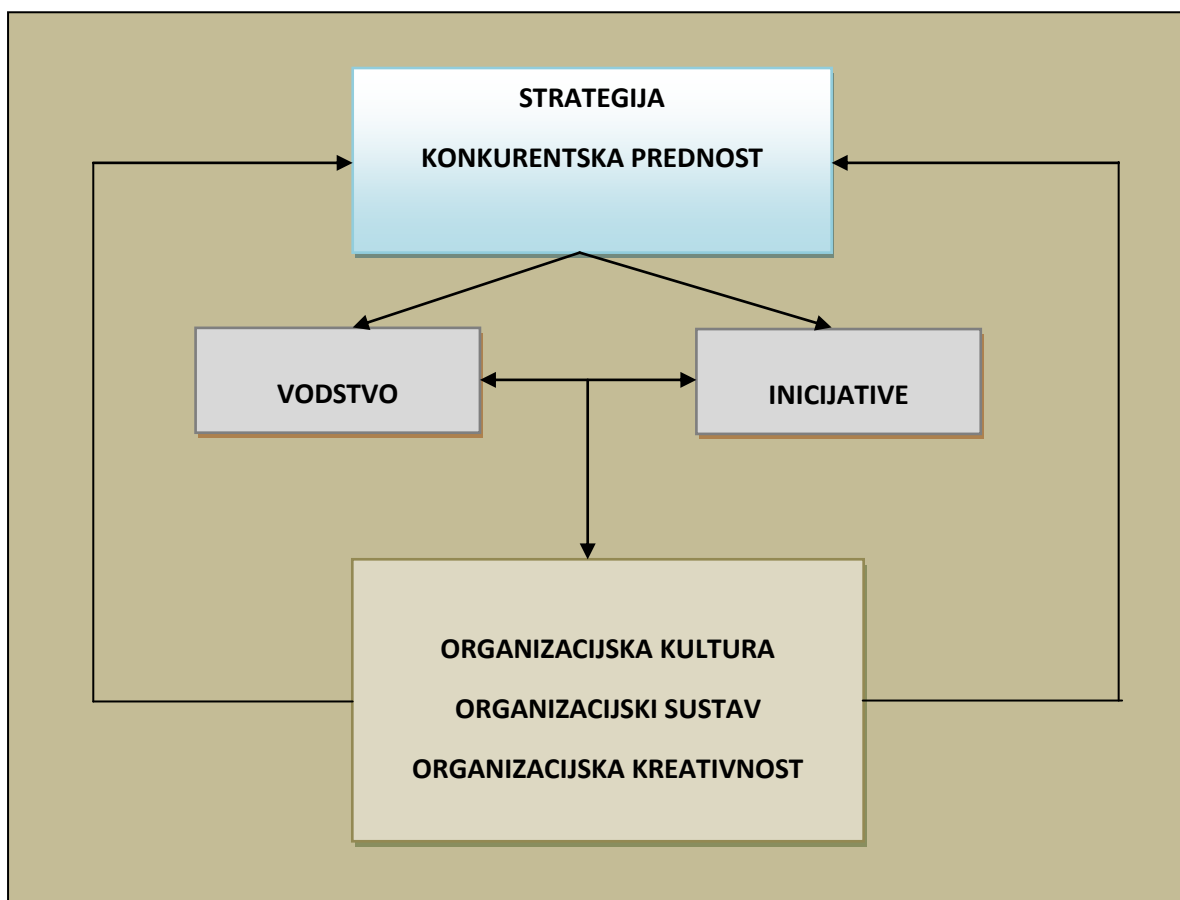 STRATEGIJA
KONKURENTSKA PREDNOST
VODSTVO
INICIJATIVE
ORGANIZACIJSKA KULTURA
ORGANIZACIJSKI SUSTAV
ORGANIZACIJSKA KREATIVNOST